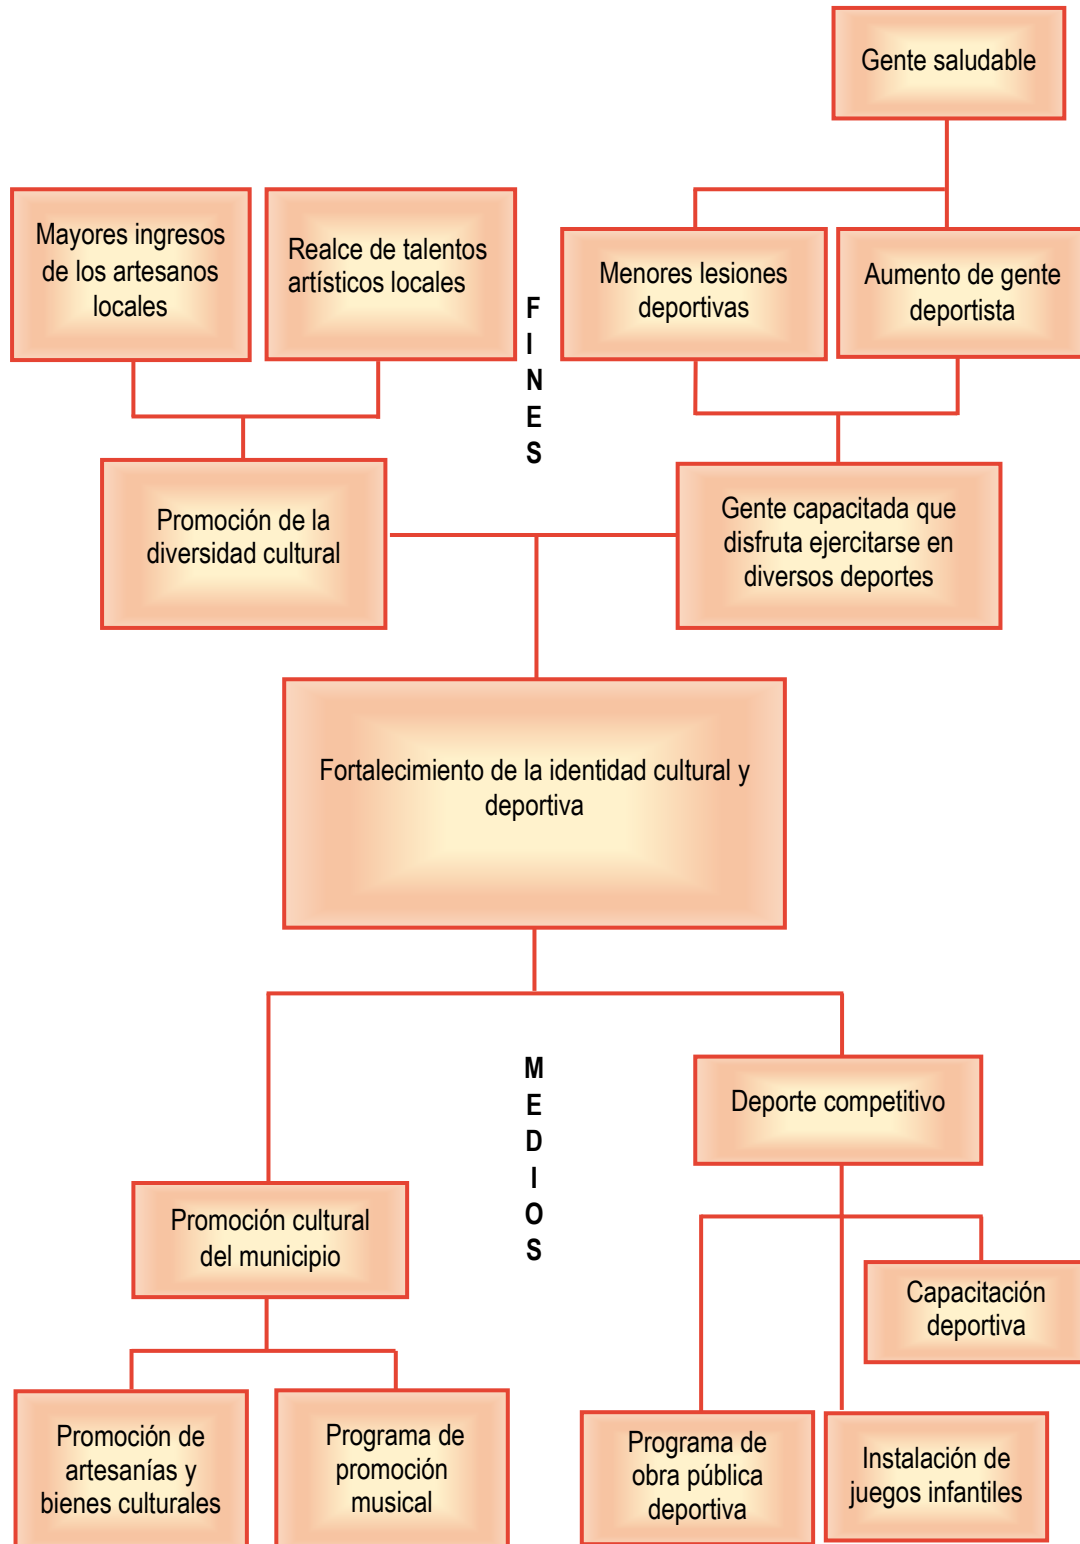 Gente saludable
Mayores ingresos
de los artesanos
locales
Realce de talentos
artísticos locales
Menores lesiones
deportivas
Aumento de gente
deportista
F
I
N
E
S
Promoción de la
diversidad cultural
Gente capacitada que
disfruta ejercitarse en
diversos deportes
Fortalecimiento de la identidad cultural y
deportiva
M
E
D
I
O
S
Deporte competitivo
Promoción cultural
del municipio
Capacitación
deportiva
Promoción de
artesanías y
bienes culturales
Programa de
promoción
musical
Programa de
obra pública
deportiva
Instalación de
juegos infantiles